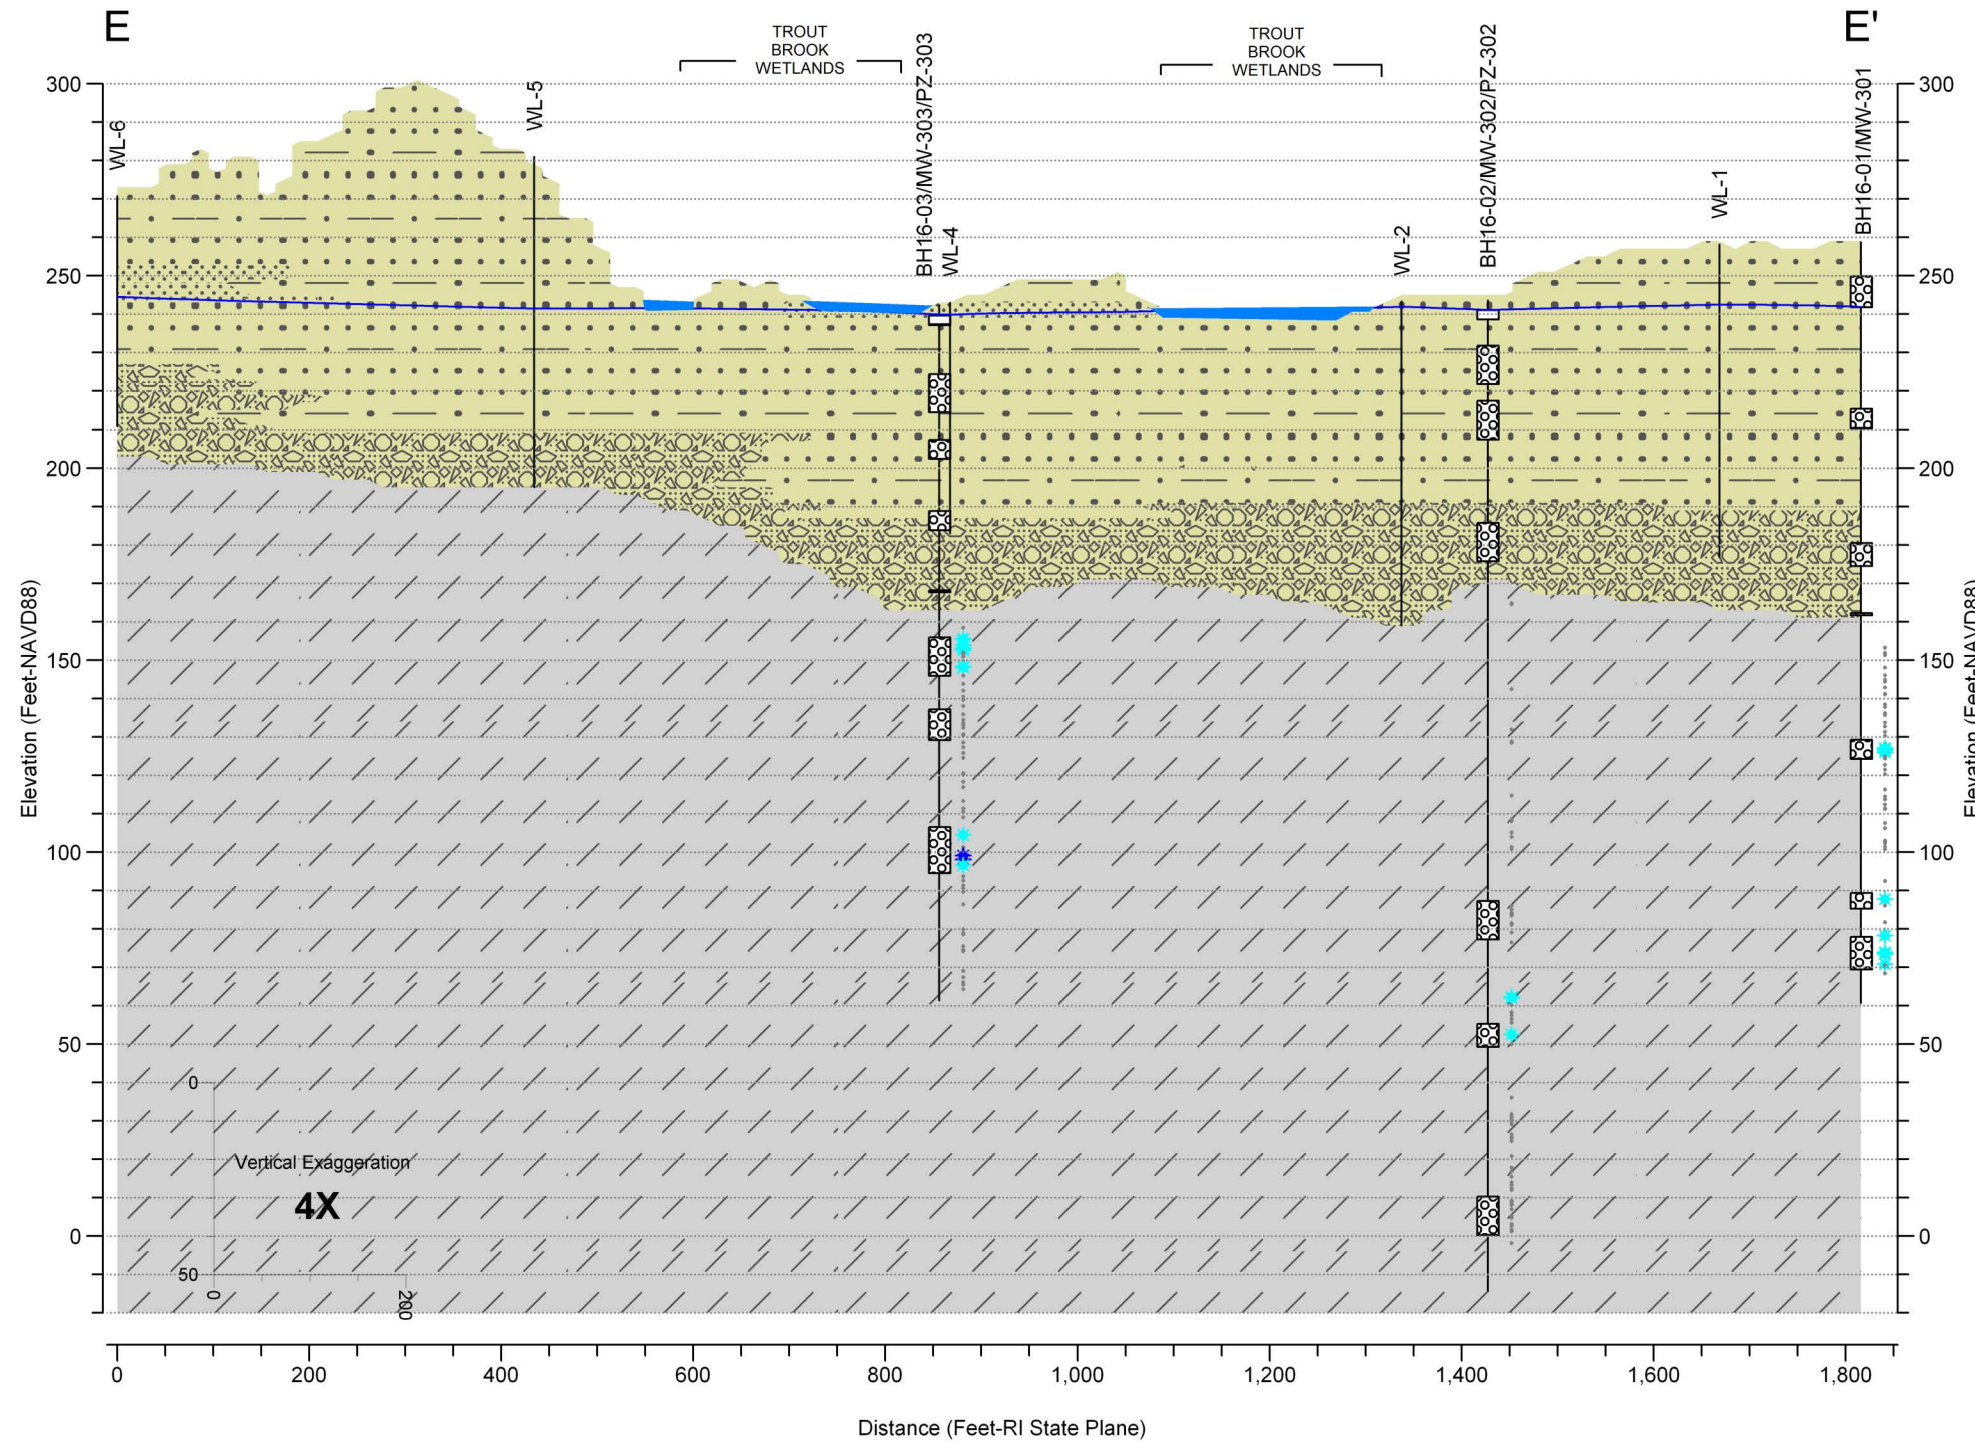 E
E'
TROUT
BROOK
WETLANDS
TROUT
BROOK
WETLANDS
WL-6
WL-5
BH16-03/MW-303/PZ-303
WL-4
WL-2
BH16-02/MW-302/PZ-302
WL-1
BH16-01/MW-301
300
250
200
150
100
50
0
Elevation (Feet-NAVD88)
300
250
200
150
100
50
0
Elevation (Feet-NAVD88)
0
50
0
200
Vertical Exaggeration
4X
0 200 400 600 800 1,000 1,200 1,400 1,600 1,800
Distance (Feet-RI State Plane)